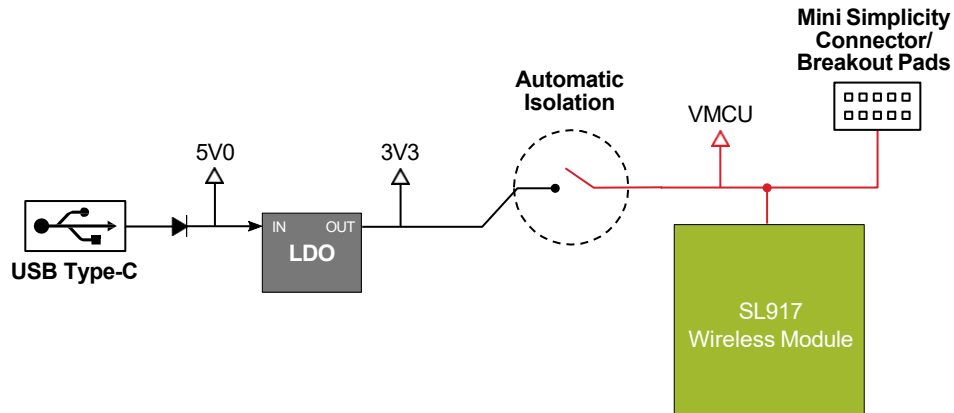 Mini Simplicity
Connector/
Breakout Pads
Automatic
Isolation
VMCU
5V0
3V3
IN OUT
LDO
USB Type-C
SL917
Wireless Module